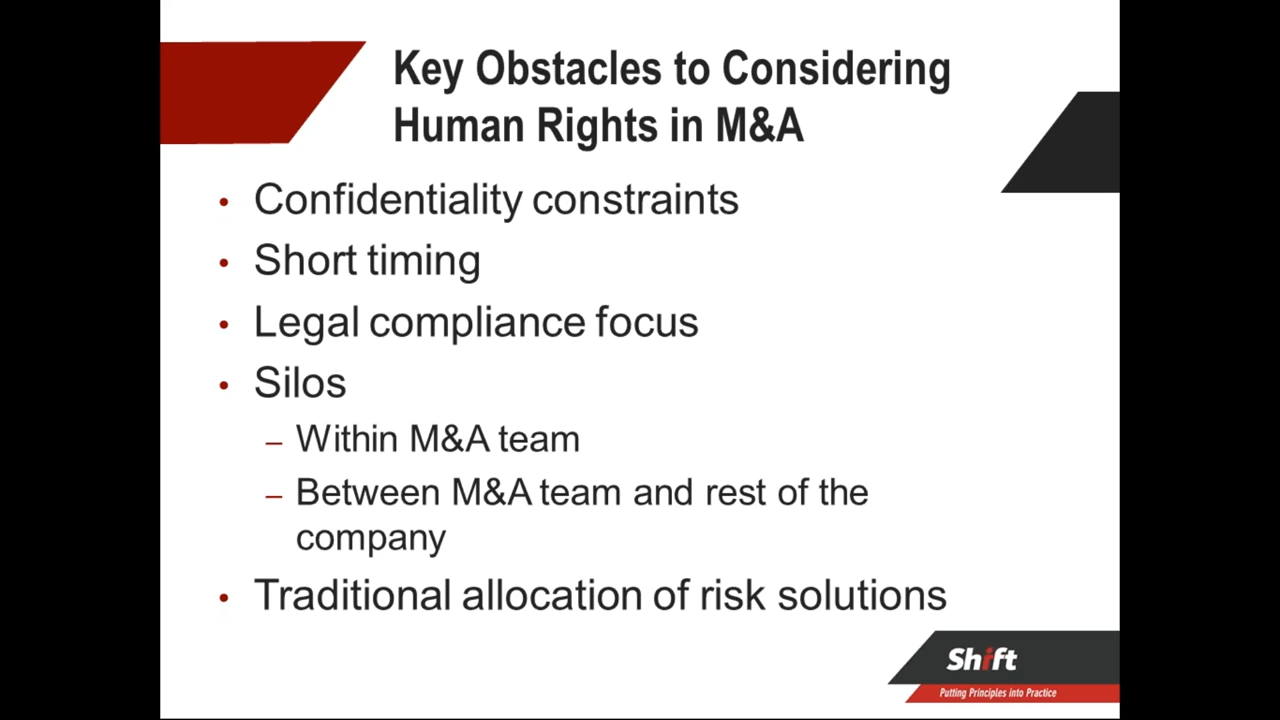 Key Obstacles to Considering
Human Rights in M&A
• Confidentiality constraints
• Short timing
• Legal compliance focus
• Silos
– Within M&A team
– Between M&A team and rest of the
company
• Traditional allocation of risk solutions
Shift
Putting Principles into Practice